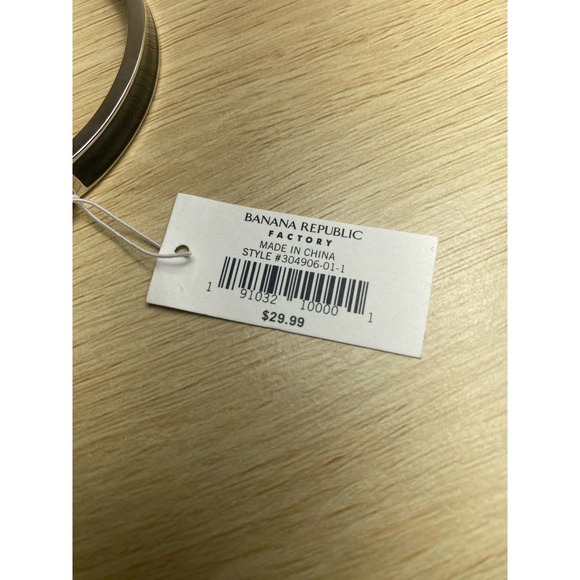 BANANA REPUBLIC
FACTORY
MADE IN CHINA
STYLE #304906-01-1
1 91032 10000 1
$29.99